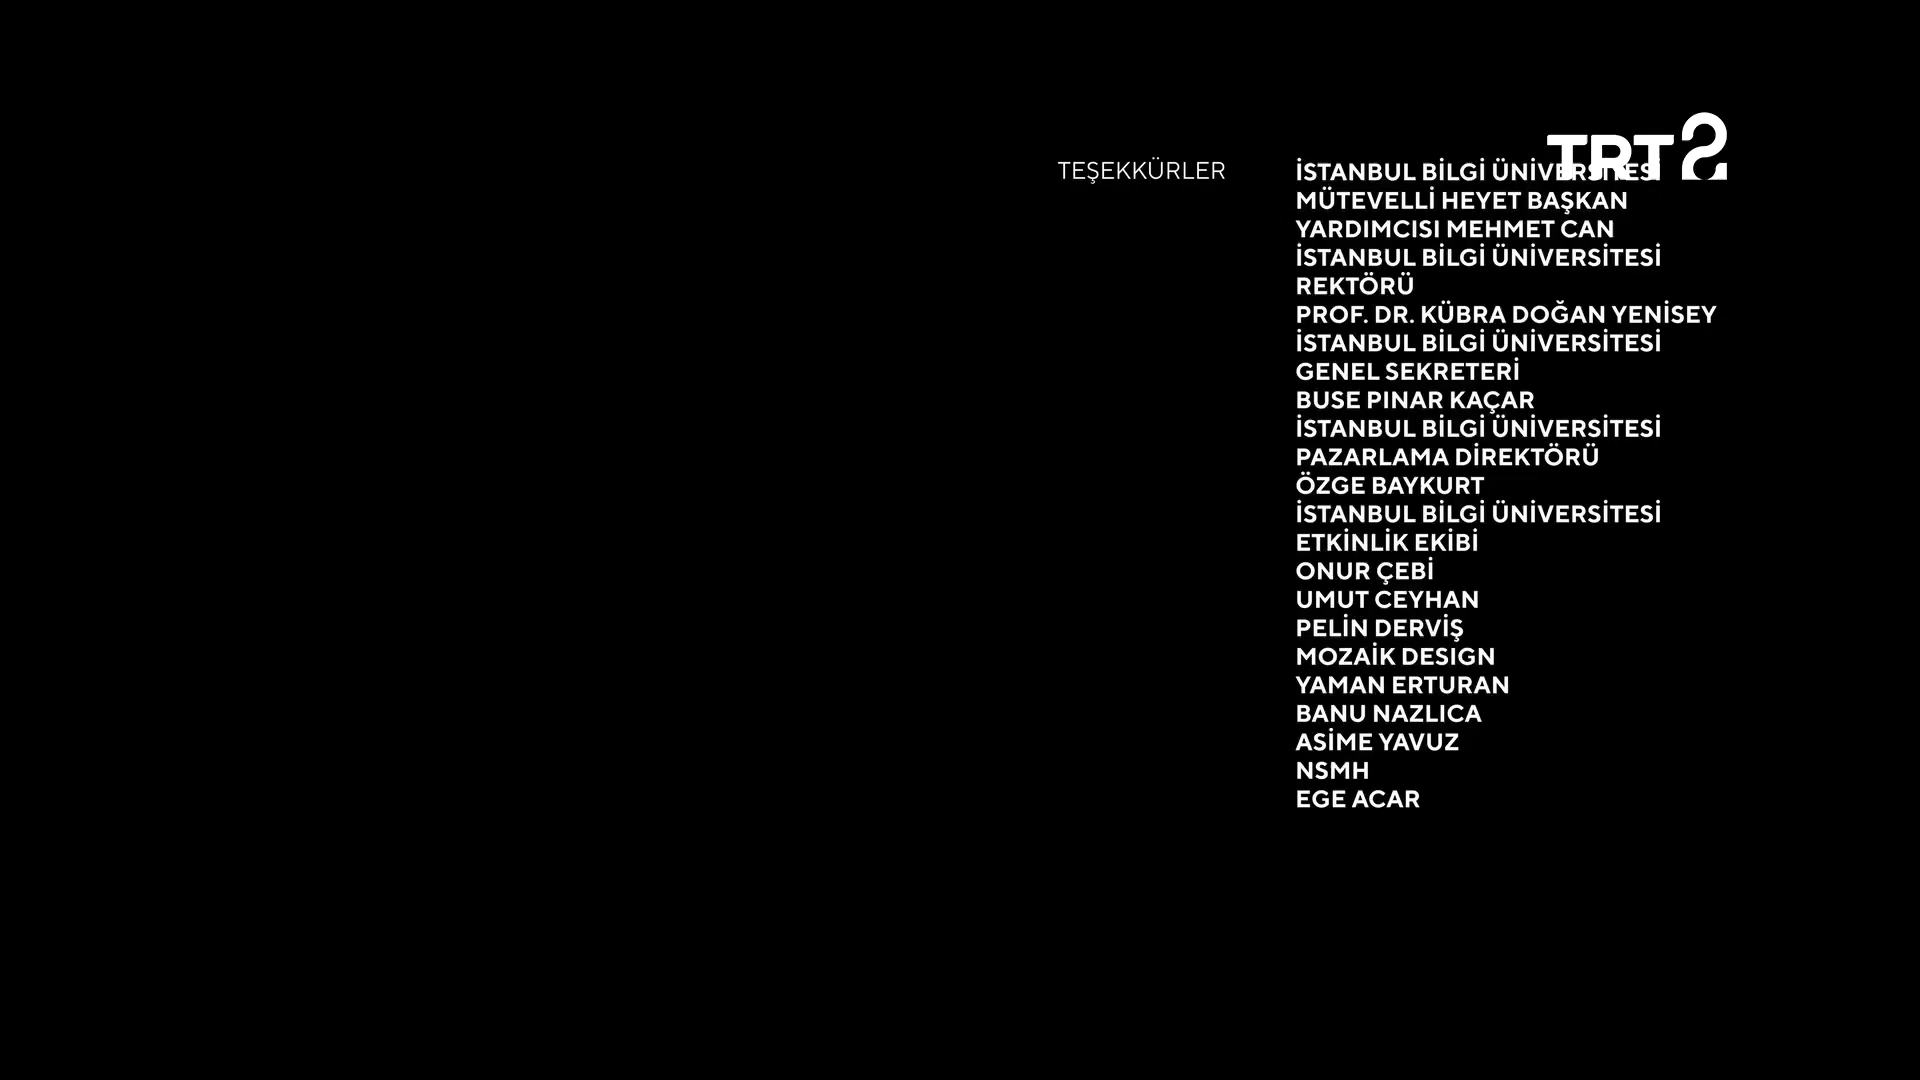 TRT 2
TEŞEKKÜRLER
İSTANBUL BİLGİ ÜNİVERSİTESİ
MÜTEVELLİ HEYET BAŞKAN
YARDIMCISI MEHMET CAN
İSTANBUL BİLGİ ÜNİVERSİTESİ
REKTÖRÜ
PROF. DR. KÜBRA DOĞAN YENİSEY
İSTANBUL BİLGİ ÜNİVERSİTESİ
GENEL SEKRETERİ
BUSE PINAR KAÇAR
İSTANBUL BİLGİ ÜNİVERSİTESİ
PAZARLAMA DİREKTÖRÜ
ÖZGE BAYKURT
İSTANBUL BİLGİ ÜNİVERSİTESİ
ETKİNLİK EKİBİ
ONUR ÇEBİ
UMUT CEYHAN
PELİN DERVİŞ
MOZAİK DESIGN
YAMAN ERTURAN
BANU NAZLICA
ASİME YAVUZ
NSMH
EGE ACAR